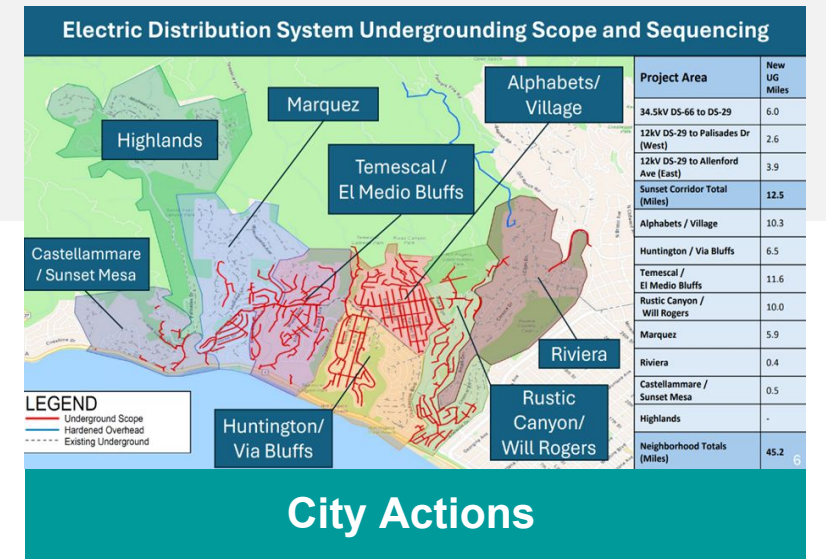 Electric Distribution System Undergrounding Scope and Sequencing
Highlands
Marquez
Alphabets/
Village
Temescal /
El Medio Bluffs
Castellammare
/ Sunset Mesa
Riviera
Rustic
Canyon/
Will Rogers
Huntington/
Via Bluffs
LEGEND
Underground Scope
Hardened Overhead
Existing Underground
Project Area New
UG
Miles
34.5kV DS-66 to DS-29 6.0
12kV DS-29 to Palisades Dr
(West) 2.6
12kV DS-29 to Allenford
Ave (East) 3.9
Sunset Corridor Total
(Miles) 12.5
Alphabets / Village 10.3
Huntington / Via Bluffs 6.5
Temescal /
El Medio Bluffs 11.6
Rustic Canyon /
Will Rogers 10.0
Marquez 5.9
Riviera 0.4
Castellammare /
Sunset Mesa 0.5
Highlands -
Neighborhood Totals
(Miles) 45.2
6
City Actions